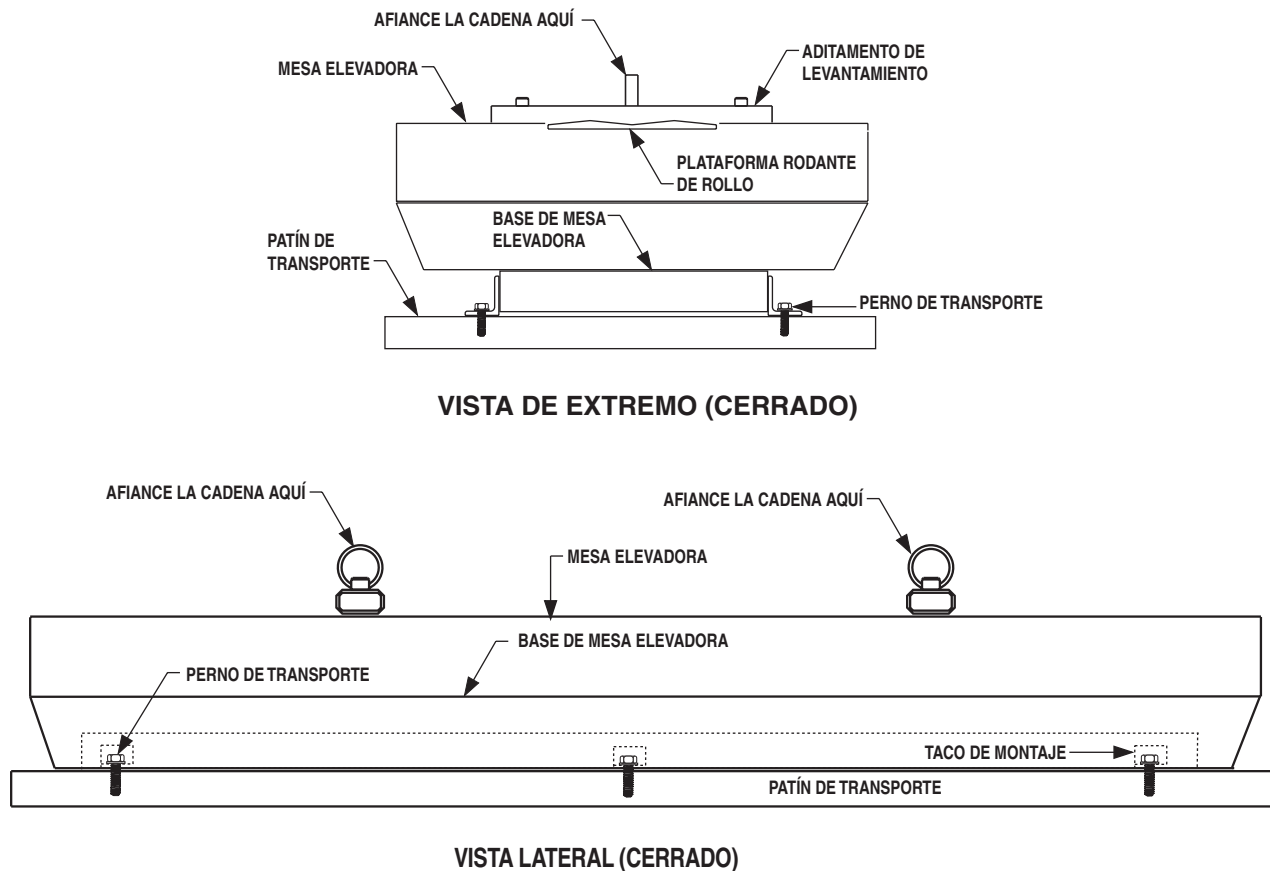 AFIANCE LA CADENA AQUÍ
ADITAMENTO DE
LEVANTAMIENTO
MESA ELEVADORA
PLATAFORMA RODANTE
DE ROLLO
BASE DE MESA
ELEVADORA
PATÍN DE
TRANSPORTE
PERNO DE TRANSPORTE
VISTA DE EXTREMO (CERRADO)
AFIANCE LA CADENA AQUÍ
AFIANCE LA CADENA AQUÍ
MESA ELEVADORA
BASE DE MESA ELEVADORA
PERNO DE TRANSPORTE
TACO DE MONTAJE
PATÍN DE TRANSPORTE
VISTA LATERAL (CERRADO)